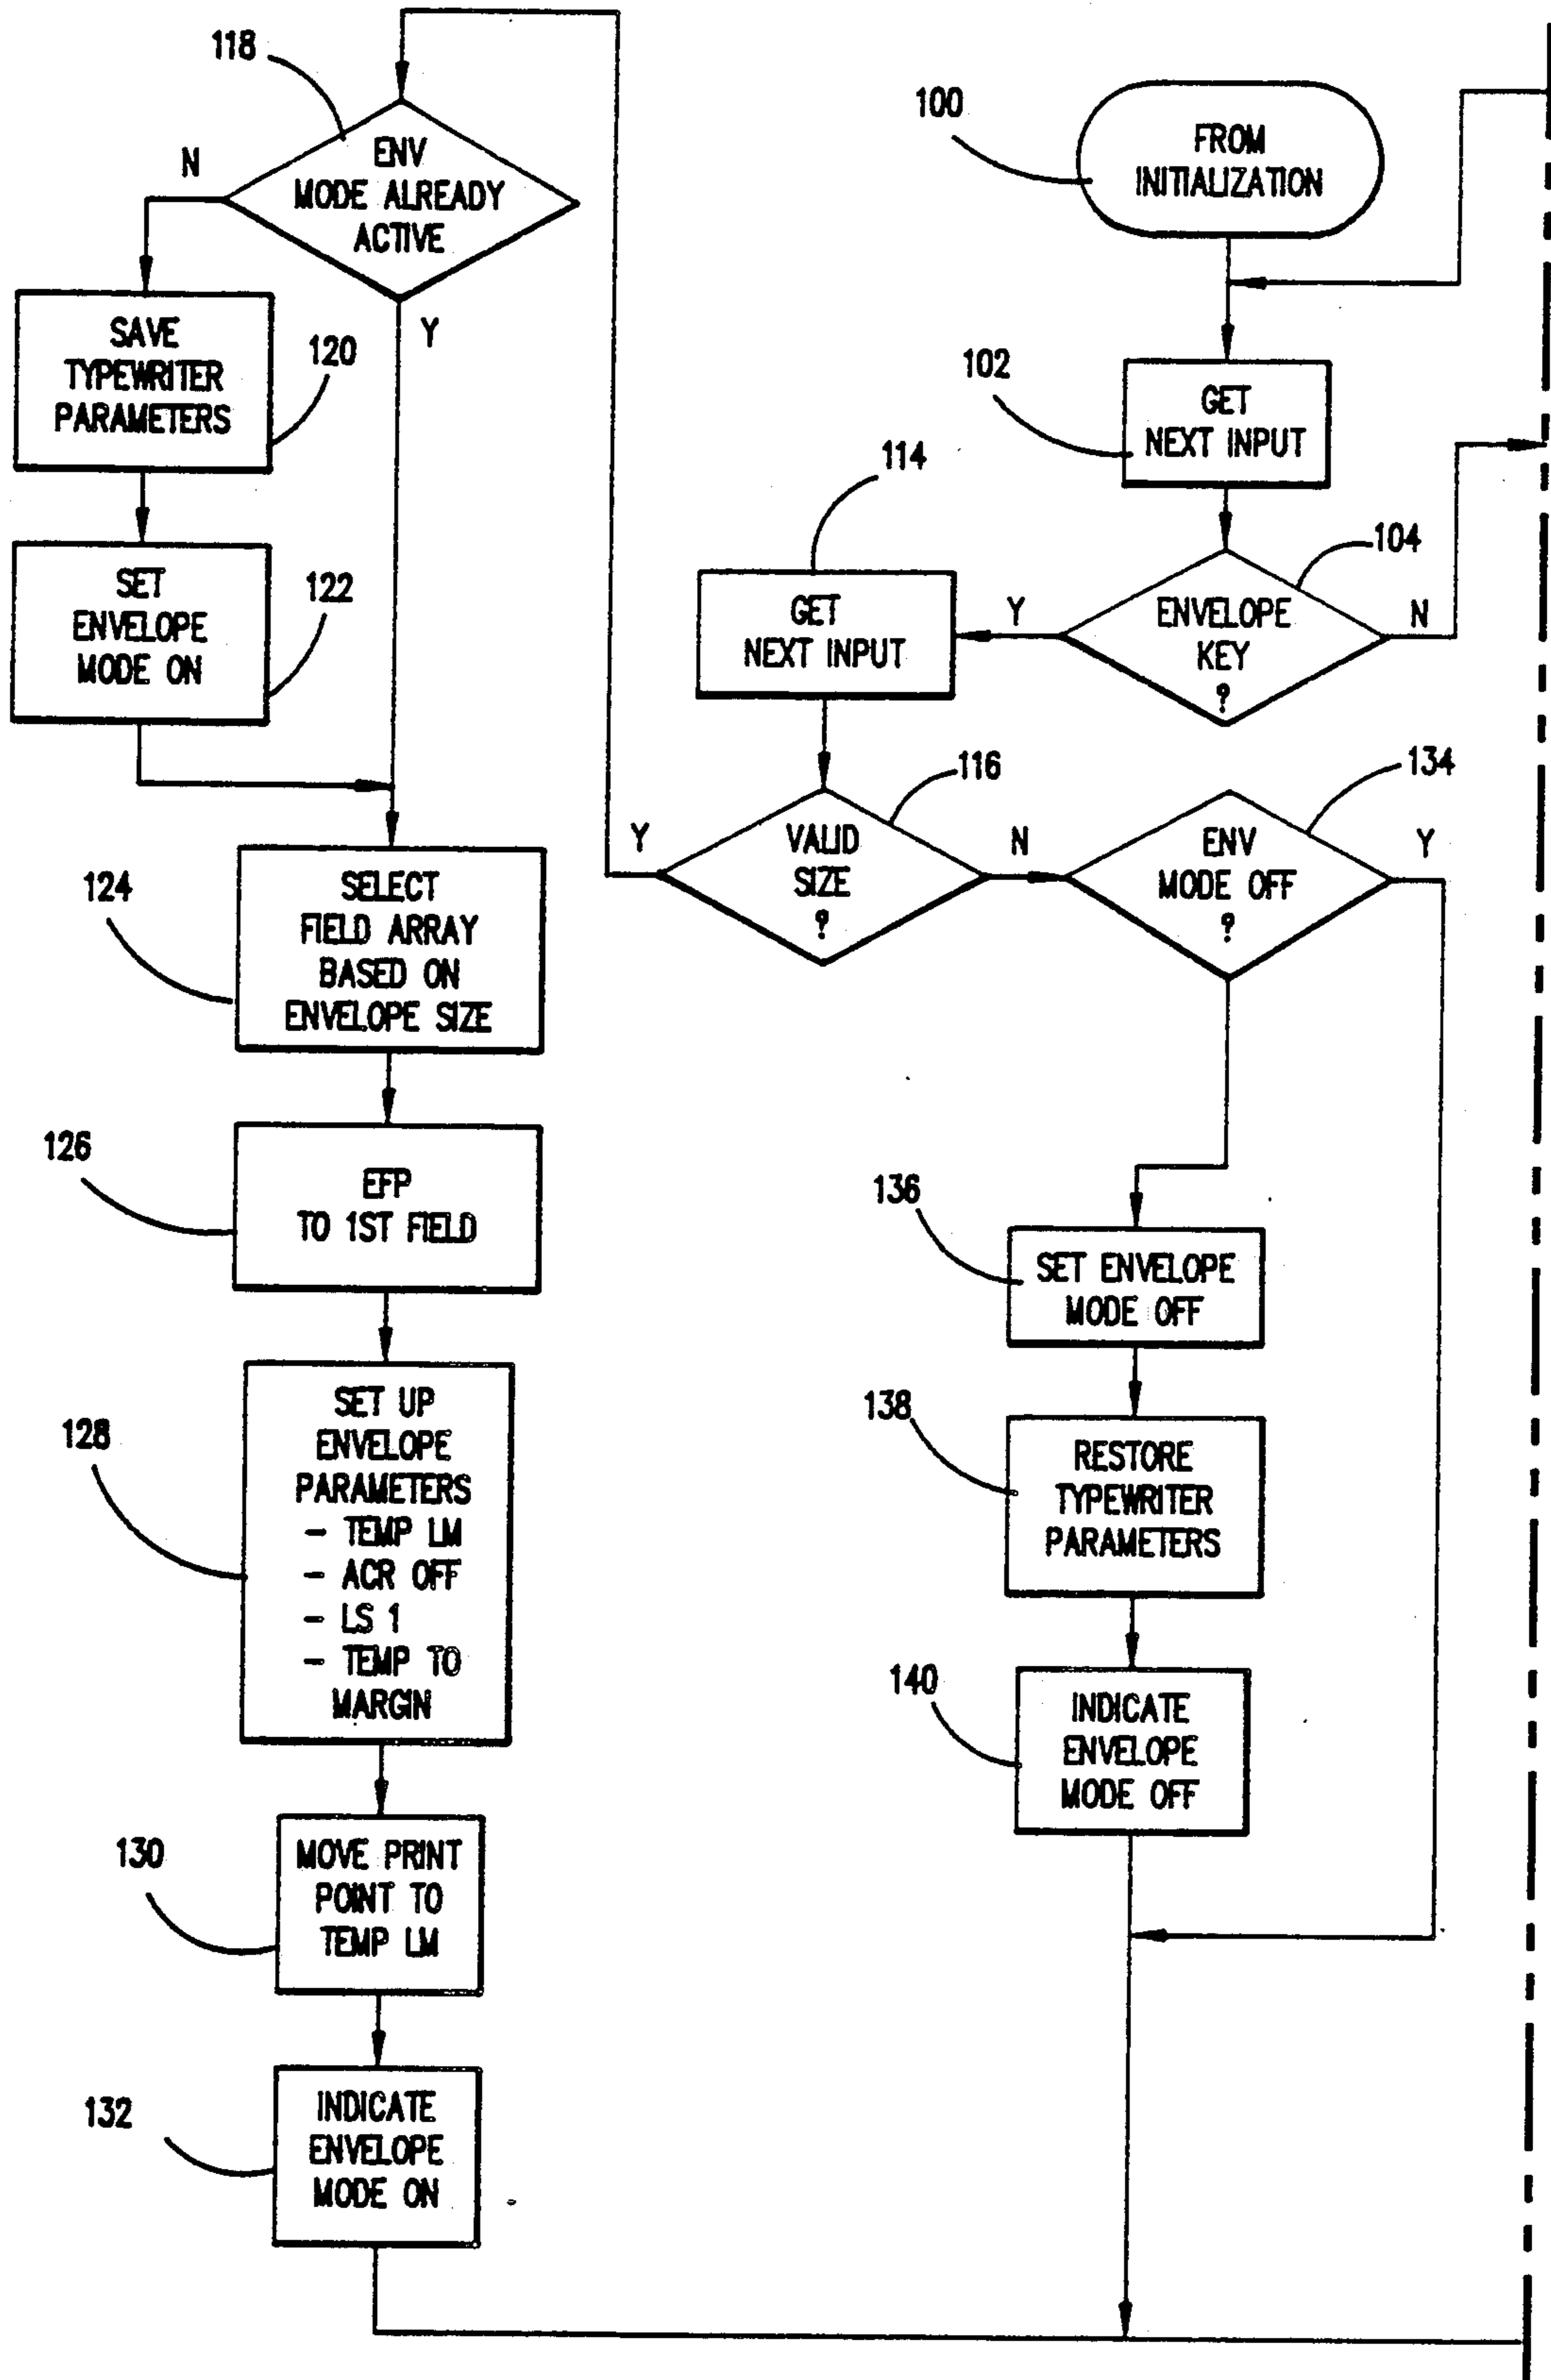 118
ENV
MODE ALREADY
ACTIVE
N
Y
SAVE
TYPEWRITER
PARAMETERS
120
SET
ENVELOPE
MODE ON
122
SELECT
FIELD ARRAY
BASED ON
ENVELOPE SIZE
124
EFP
TO 1ST FIELD
126
SET UP
ENVELOPE
PARAMETERS
- TEMP LM
- ACR OFF
- LS 1
- TEMP TO
MARGIN
128
MOVE PRINT
POINT TO
TEMP LM
130
INDICATE
ENVELOPE
MODE ON
132
100
FROM
INITIALIZATION
102
GET
NEXT INPUT
104
ENVELOPE
KEY
?
Y
N
114
GET
NEXT INPUT
116
VALID
SIZE
?
Y
N
134
ENV
MODE OFF
?
Y
136
SET ENVELOPE
MODE OFF
138
RESTORE
TYPEWRITER
PARAMETERS
140
INDICATE
ENVELOPE
MODE OFF